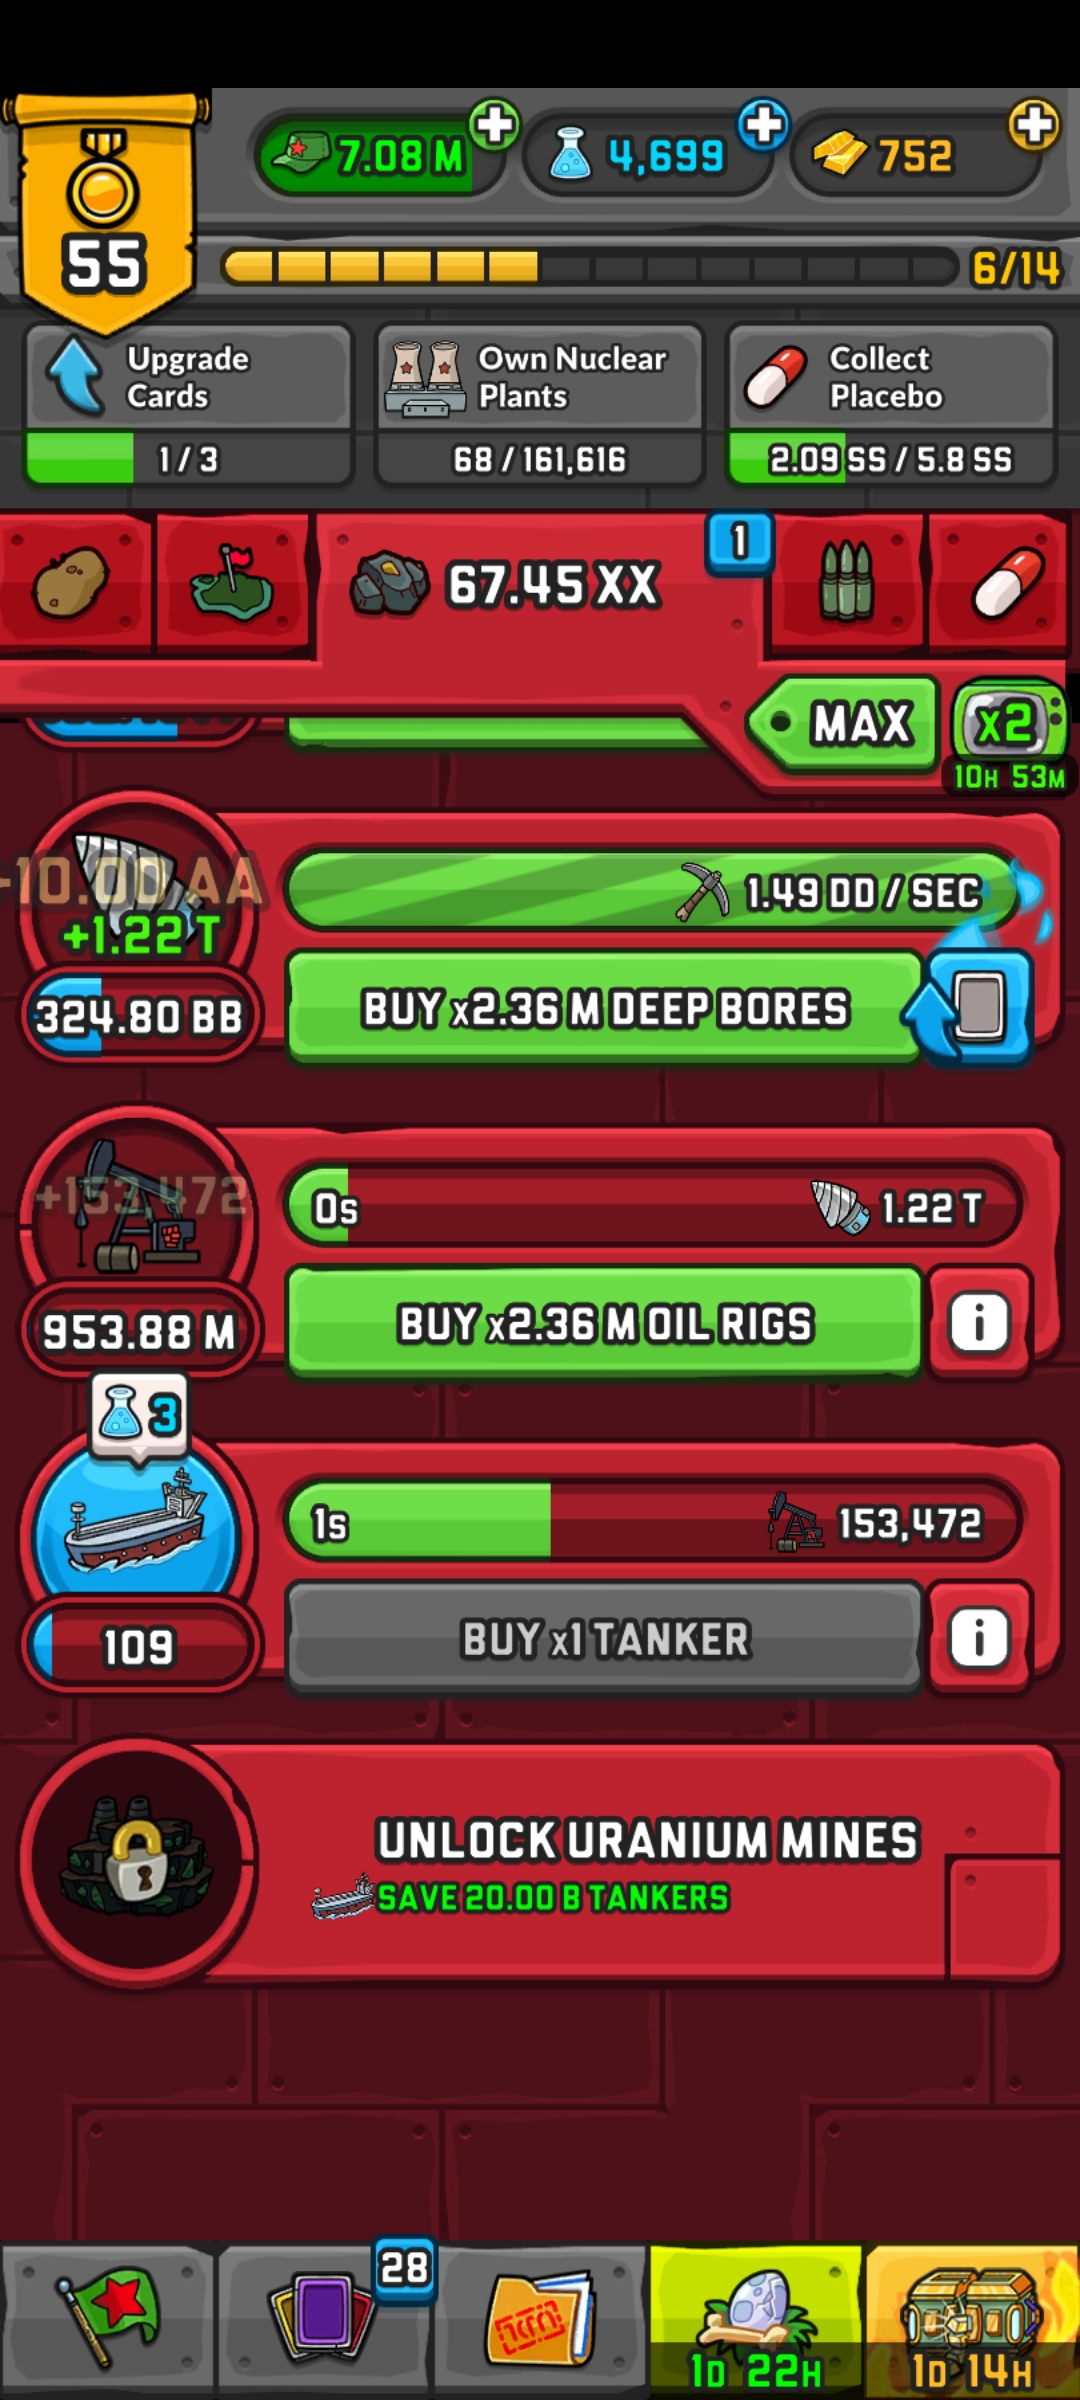 7.08 M
4,699
752
55
6/14
Upgrade
Cards
1 / 3
Own Nuclear
Plants
68 / 161,616
Collect
Placebo
2.09 SS / 5.8 SS
67.45 XX
1
MAX
x2
10H 53M
-10.00 AA
+1.22 T
324.80 BB
1.49 DD / SEC
BUY x2.36 M DEEP BORES
+153,472
953.88 M
0s
1.22 T
BUY x2.36 M OIL RIGS
i
3
109
1s
153,472
BUY x1 TANKER
i
UNLOCK URANIUM MINES
SAVE 20.00 B TANKERS
28
1D 22H
1D 14H